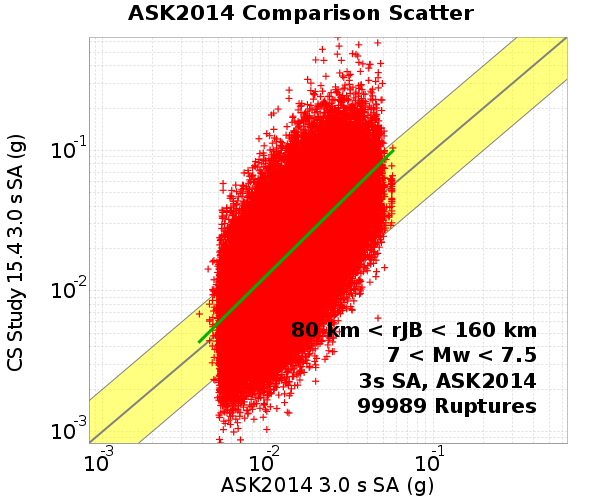 ASK2014 Comparison Scatter
CS Study 15.4 3.0 s SA (g)
10-1
10-2
10-3
80 km < rJB < 160 km
7 < Mw < 7.5
3s SA, ASK2014
99989 Ruptures
10-3 10-2 10-1
ASK2014 3.0 s SA (g)